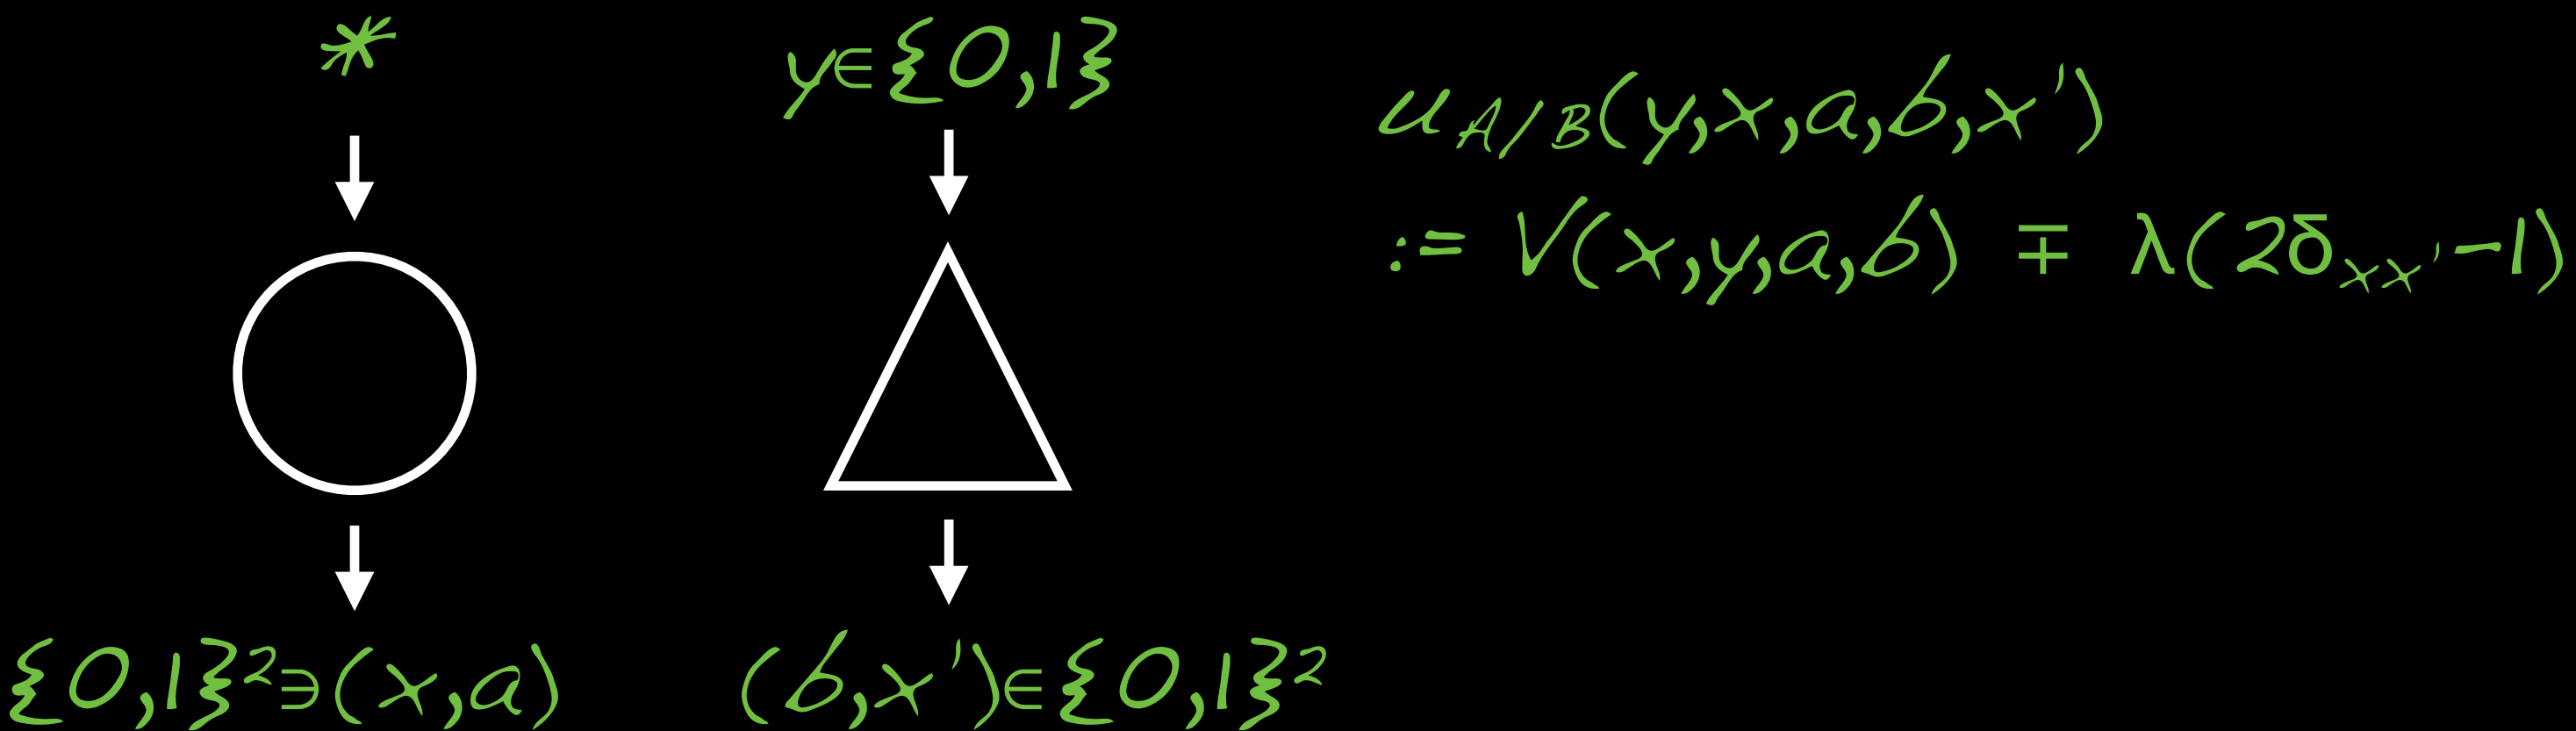 *
y∈{0,1}
u_{A/B}(y,x,a,b,x')
:= V(x,y,a,b) ∓ λ(2δ_{xx'}-1)
{0,1}²∋(x,a)
(b,x')∈{0,1}²